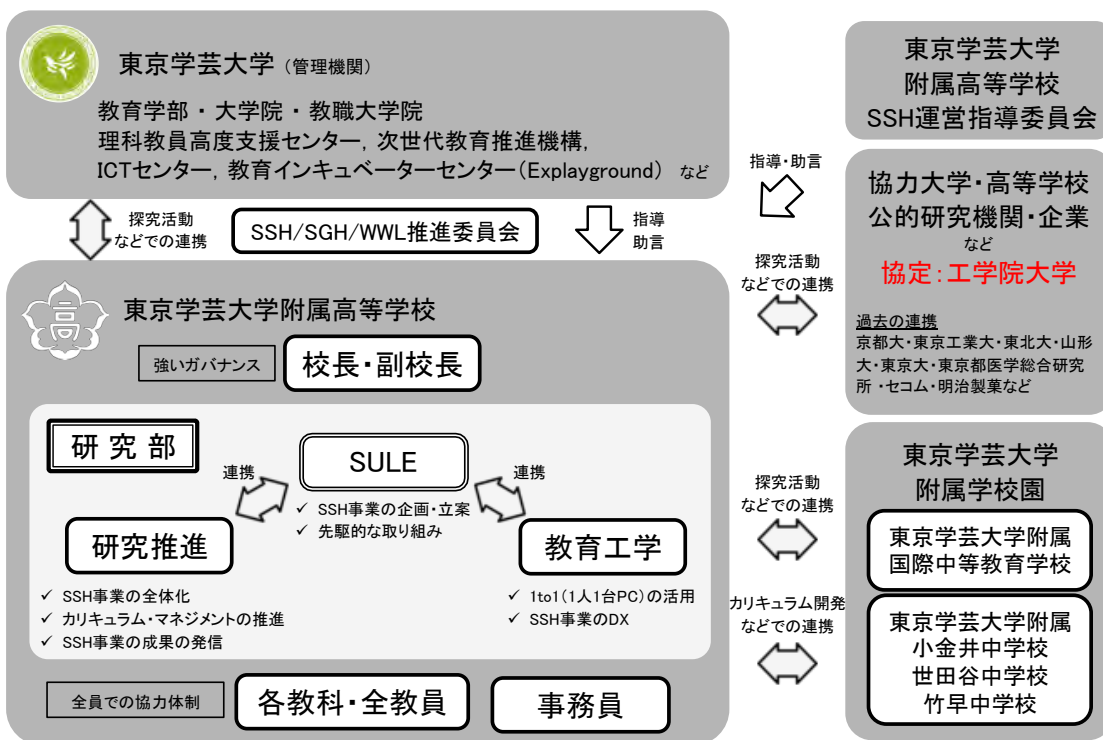 東京学芸大学（管理機関）
教育学部・大学院・教職大学院
理科教員高度支援センター，次世代教育推進機構，
ICTセンター，教育インキュベーターセンター（Explayground） など
探究活動
などでの連携
SSH/SGH/WWL推進委員会
指導
助言
東京学芸大学附属高等学校
高
強いガバナンス
校長・副校長
研究部
SULE
連携
連携
✓ SSH事業の企画・立案
✓ 先駆的な取り組み
研究推進
✓ SSH事業の全体化
✓ カリキュラム・マネジメントの推進
✓ SSH事業の成果の発信
教育工学
✓ 1to1（1人1台PC）の活用
✓ SSH事業のDX
全員での協力体制
各教科・全教員
事務員
指導・助言
探究活動
などでの連携
探究活動
などでの連携
カリキュラム開発
などでの連携
東京学芸大学
附属高等学校
SSH運営指導委員会
協力大学・高等学校
公的研究機関・企業
など
協定：工学院大学
過去の連携
京都大・東京工業大・東北大・山形
大・東京大・東京都医学総合研究
所・セコム・明治製菓など
東京学芸大学
附属学校園
東京学芸大学附属
国際中等教育学校
東京学芸大学附属
小金井中学校
世田谷中学校
竹早中学校